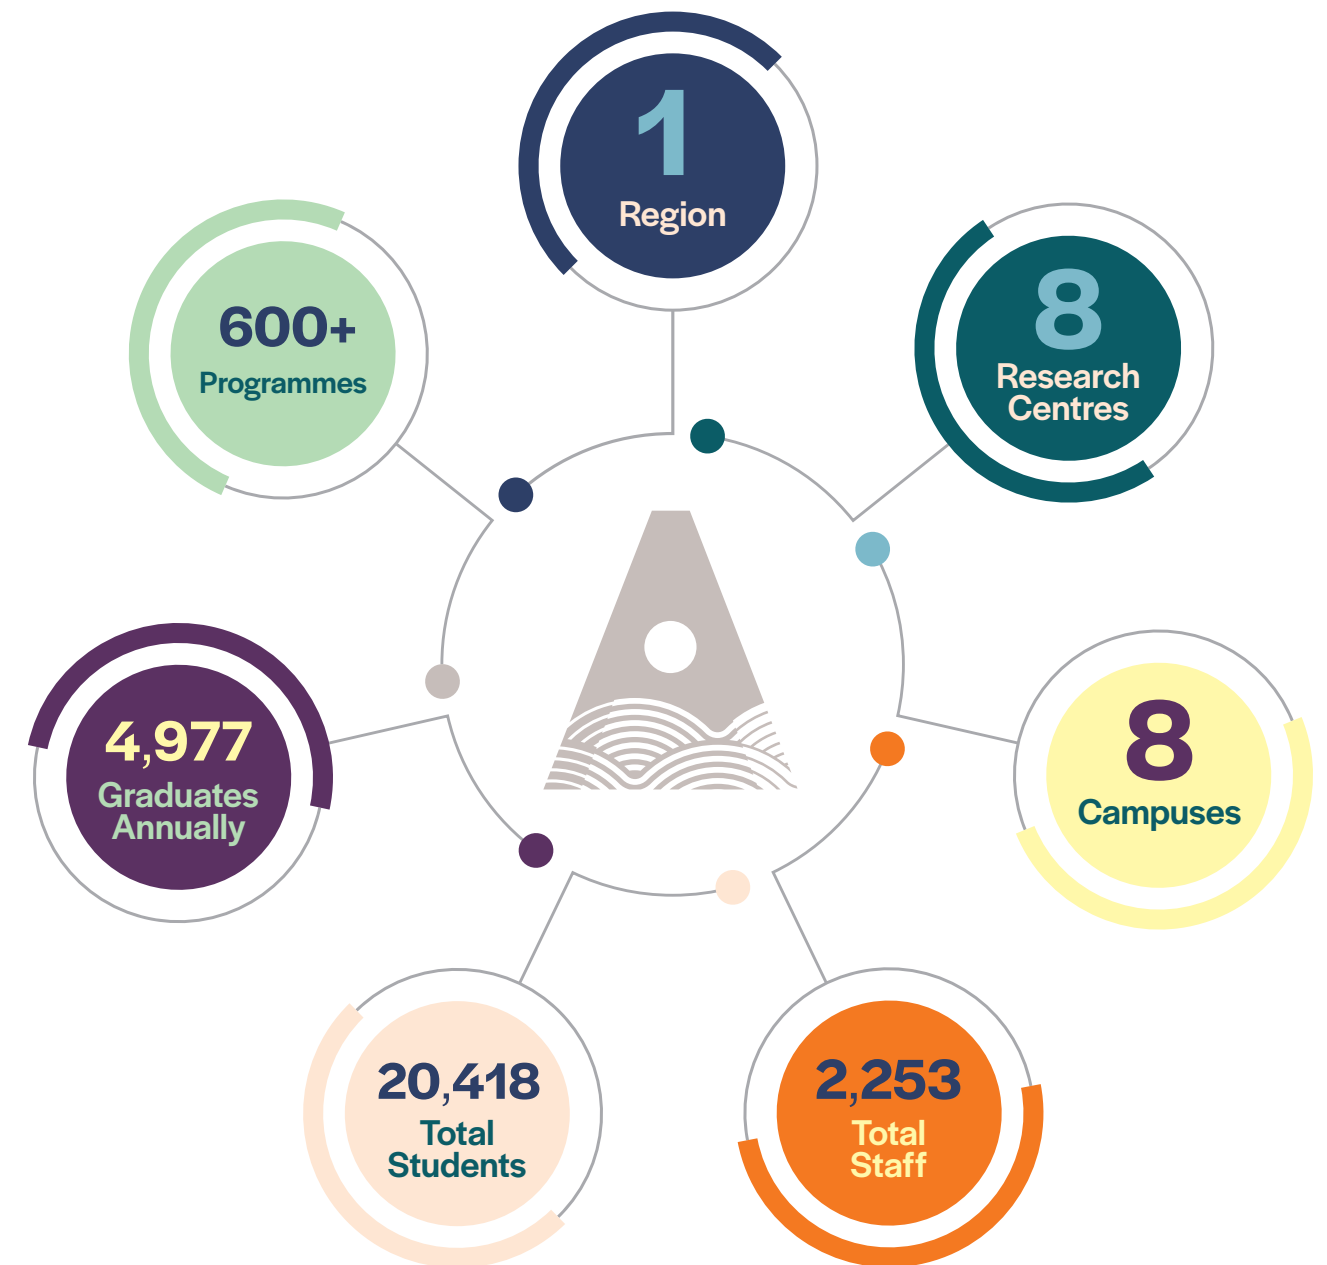 1
Region
8
Research
Centres
8
Campuses
2,253
Total
Staff
20,418
Total
Students
4,977
Graduates
Annually
600+
Programmes